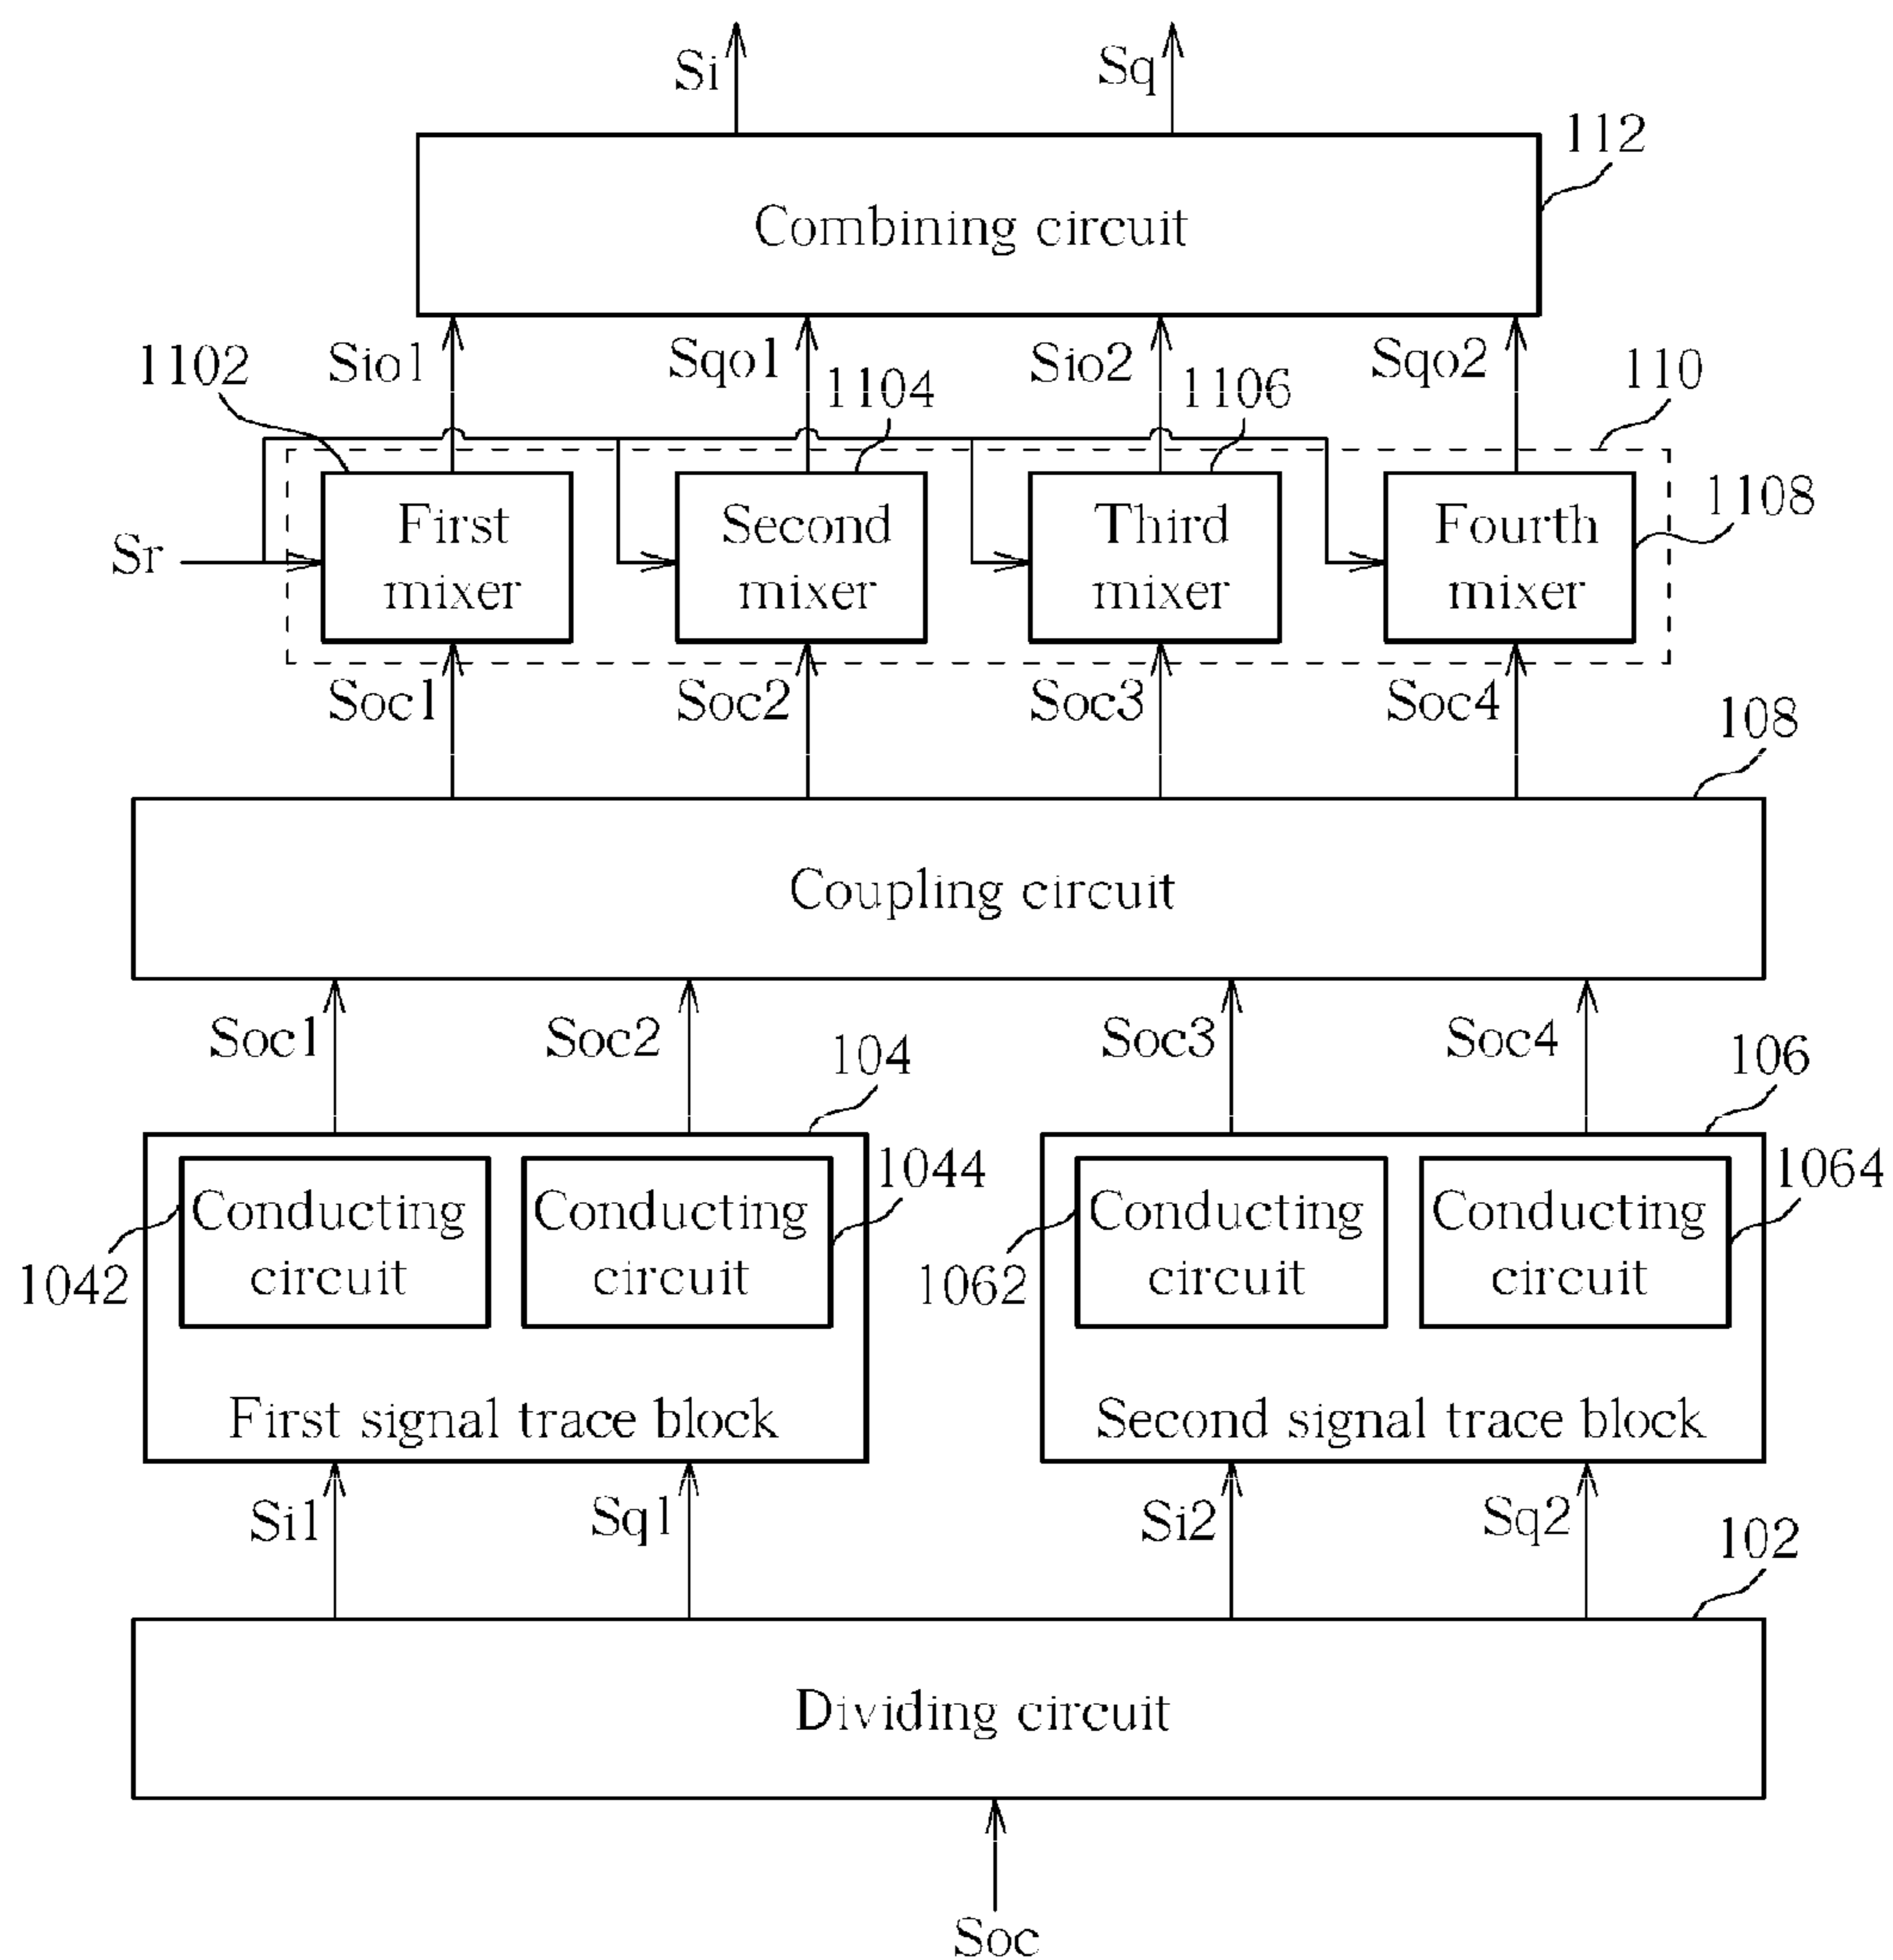 Si
Sq
112
Combining circuit
1102
Sio1
Sqo1
1104
Sio2
1106
Sqo2
110
Sr
First
mixer
Second
mixer
Third
mixer
Fourth
mixer
1108
Soc1
Soc2
Soc3
Soc4
108
Coupling circuit
Soc1
Soc2
104
Soc3
Soc4
106
1042
Conducting
circuit
Conducting
circuit
1044
1062
Conducting
circuit
Conducting
circuit
1064
First signal trace block
Second signal trace block
Si1
Sq1
Si2
Sq2
102
Dividing circuit
Soc